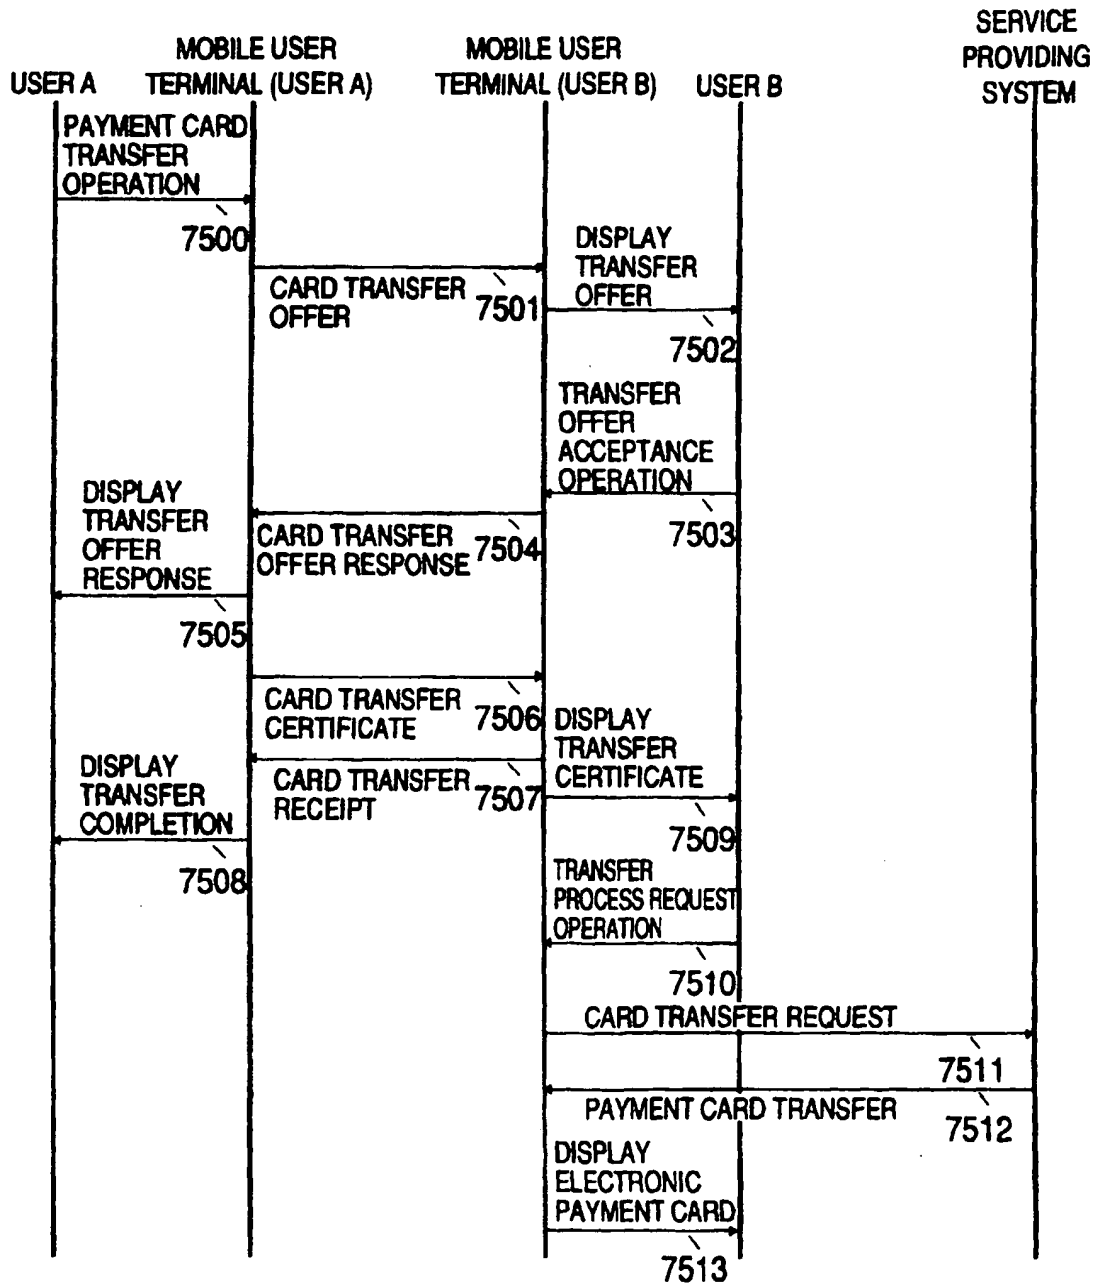 SERVICE
PROVIDING
SYSTEM
MOBILE USER
TERMINAL (USER A)
MOBILE USER
TERMINAL (USER B)
USER A
USER B
PAYMENT CARD
TRANSFER
OPERATION
7500
CARD TRANSFER
OFFER
7501
DISPLAY
TRANSFER
OFFER
7502
TRANSFER
OFFER
ACCEPTANCE
OPERATION
7503
CARD TRANSFER
OFFER RESPONSE
7504
DISPLAY
TRANSFER
OFFER
RESPONSE
7505
CARD TRANSFER
CERTIFICATE
7506
CARD TRANSFER
RECEIPT
7507
DISPLAY
TRANSFER
COMPLETION
7508
DISPLAY
TRANSFER
CERTIFICATE
7509
TRANSFER
PROCESS REQUEST
OPERATION
7510
CARD TRANSFER REQUEST
7511
PAYMENT CARD TRANSFER
7512
DISPLAY
ELECTRONIC
PAYMENT CARD
7513